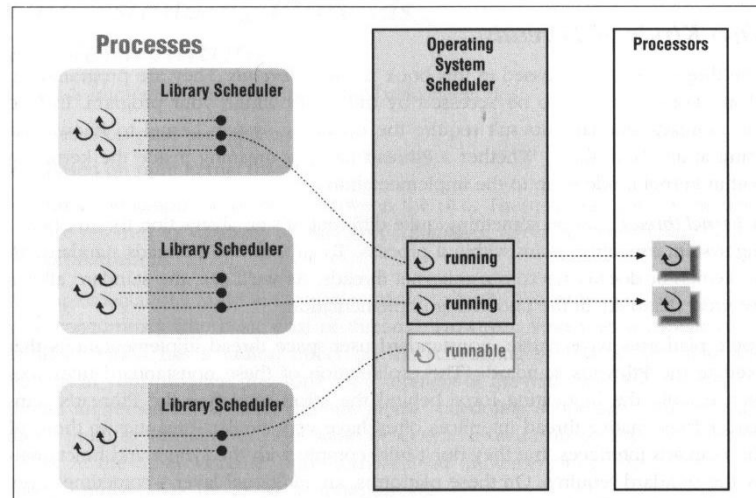 Processes
Library Scheduler
Library Scheduler
Library Scheduler
Operating
System
Scheduler
running
running
runnable
Processors